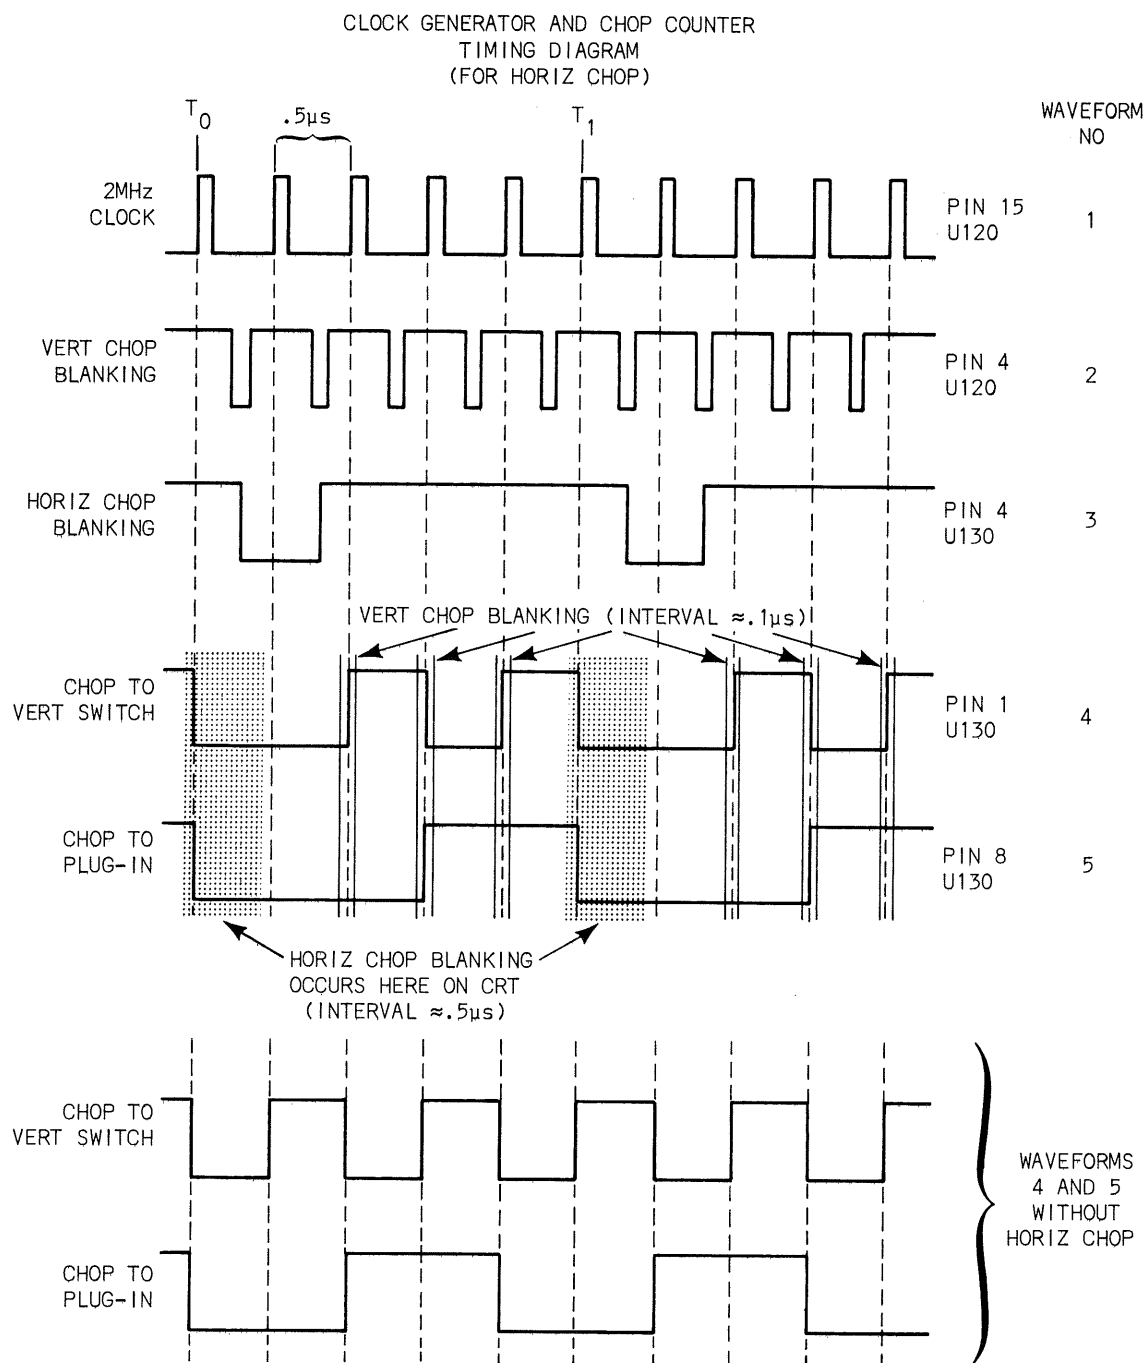 CLOCK GENERATOR AND CHOP COUNTER
TIMING DIAGRAM
(FOR HORIZ CHOP)
T0
.5µs
T1
WAVEFORM
NO
2MHz
CLOCK
PIN 15
U120
1
VERT CHOP
BLANKING
PIN 4
U120
2
HORIZ CHOP
BLANKING
PIN 4
U130
3
VERT CHOP BLANKING (INTERVAL ≈.1µs)
CHOP TO
VERT SWITCH
PIN 1
U130
4
CHOP TO
PLUG-IN
PIN 8
U130
5
HORIZ CHOP BLANKING
OCCURS HERE ON CRT
(INTERVAL ≈.5µs)
CHOP TO
VERT SWITCH
WAVEFORMS
4 AND 5
WITHOUT
HORIZ CHOP
CHOP TO
PLUG-IN